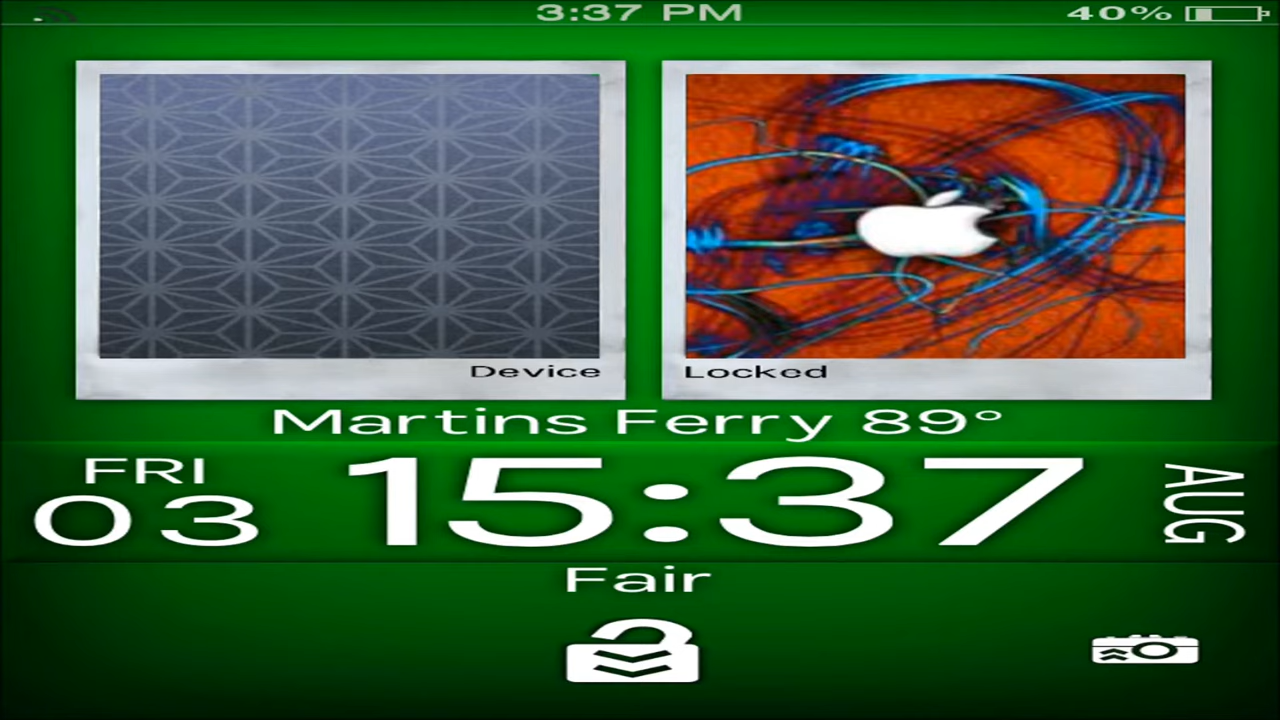 3:37 PM 40%
Device
Locked
Martins Ferry 89°
FRI
03
15:37
AUG
Fair